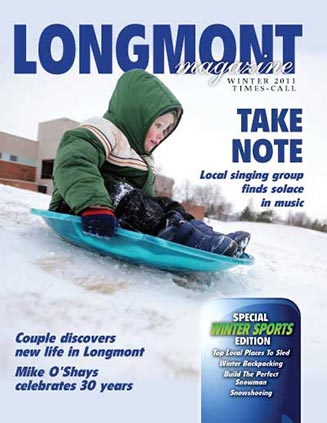 LONGMONT
magazine
WINTER 2011
TIMES-CALL
TAKE
NOTE
Local singing group
finds solace
in music
SPECIAL
WINTER SPORTS
EDITION
Top Local Places To Sled
Winter Backpacking
Build The Perfect
Snowman
Snowshoeing
Couple discovers
new life in Longmont
Mike O'Shays
celebrates 30 years